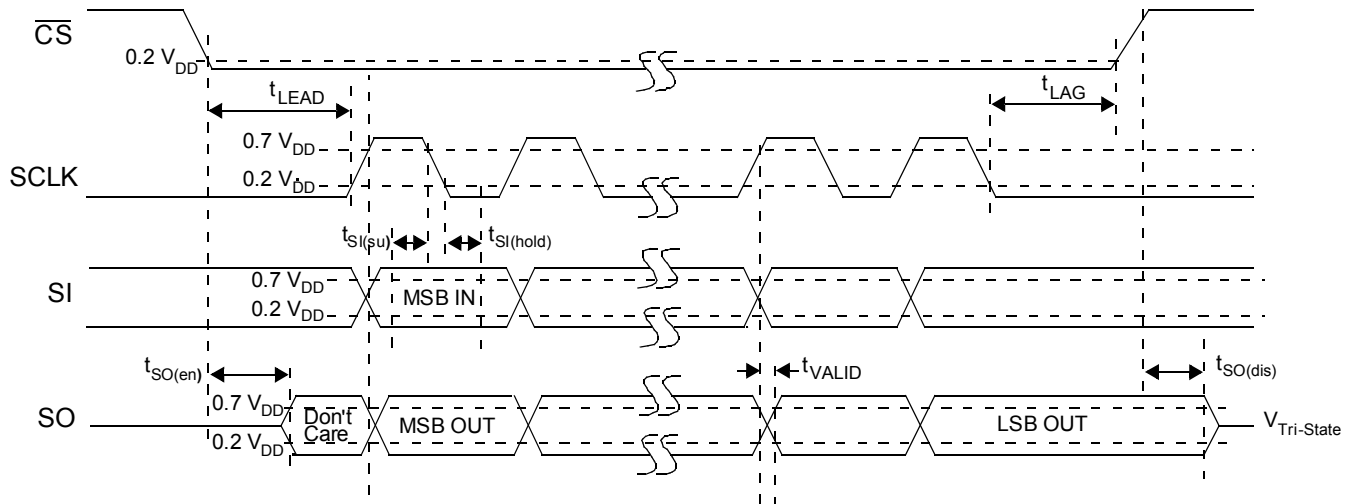 CS
0.2 VDD
tLEAD
tLAG
0.7 VDD
SCLK
0.2 VDD
tSI(su)
tSI(hold)
0.7 VDD
SI
MSB IN
0.2 VDD
tSO(en)
tVALID
tSO(dis)
0.7 VDD
Don't
Care
SO
MSB OUT
LSB OUT
VTri-State
0.2 VDD